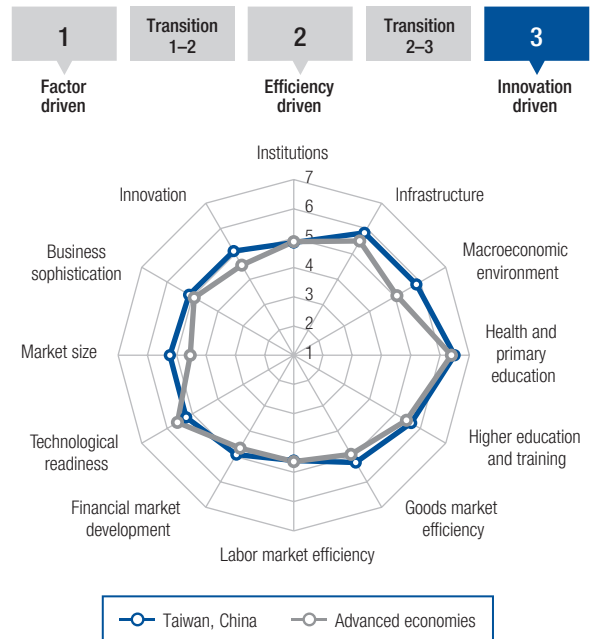 1
Transition
1–2
2
Transition
2–3
3
Factor
driven
Efficiency
driven
Innovation
driven
Institutions
7
Innovation
Infrastructure
6
5
Business
sophistication
Macroeconomic
environment
4
3
2
Market size
1
Health and
primary
education
Technological
readiness
Higher education
and training
Financial market
development
Goods market
efficiency
Labor market efficiency
Taiwan, China
Advanced economies